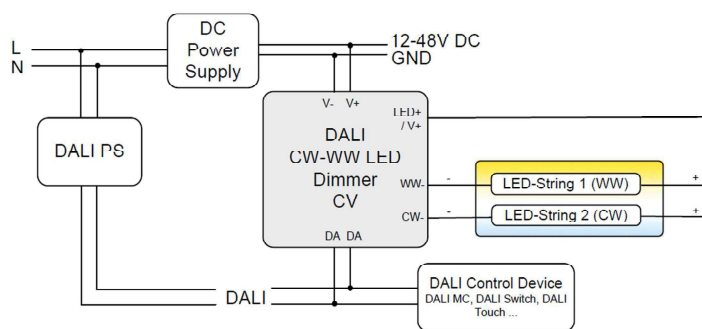 L
N
DC
Power
Supply
12-48V DC
GND
DALI PS
V- V+
LED+
/ V+
DALI
CW-WW LED
Dimmer
CV
WW-
CW-
DA DA
-
LED-String 1 (WW)
+
-
LED-String 2 (CW)
+
DALI
DALI Control Device
DALI MC, DALI Switch, DALI
Touch ...